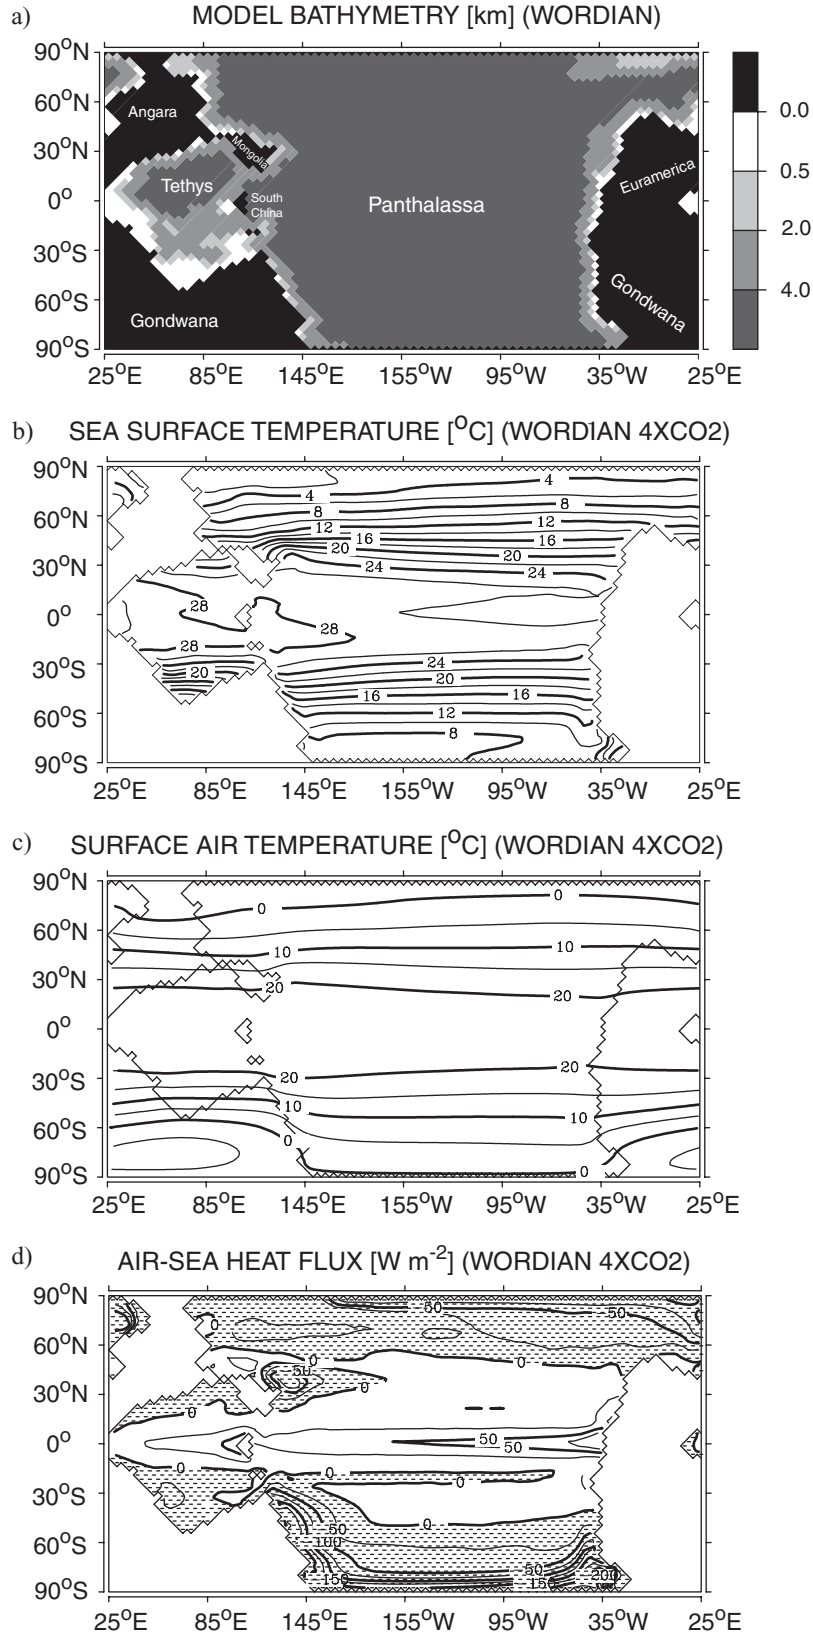 a) MODEL BATHYMETRY [km] (WORDIAN)
90°N
60°N
30°N
0°
30°S
60°S
90°S
Angara
Mongolia
Tethys
South
China
Panthalassa
Euramerica
Gondwana
Gondwana
0.0
0.5
2.0
4.0
25°E 85°E 145°E 155°W 95°W 35°W 25°E
b) SEA SURFACE TEMPERATURE [°C] (WORDIAN 4XCO2)
90°N
60°N
30°N
0°
30°S
60°S
90°S
4 4
8 8
12 12
16 16
20 20
24 24
28
28
28
24
20 20
16 16
12
8
25°E 85°E 145°E 155°W 95°W 35°W 25°E
c) SURFACE AIR TEMPERATURE [°C] (WORDIAN 4XCO2)
90°N
60°N
30°N
0°
30°S
60°S
90°S
0 0
10 10
20 20
20 20
10 10
0 0
25°E 85°E 145°E 155°W 95°W 35°W 25°E
d) AIR-SEA HEAT FLUX [W m-2] (WORDIAN 4XCO2)
90°N
60°N
30°N
0°
30°S
60°S
90°S
50 50
0
0 0
50
0
0
50
50
0 0
0
50 0
100
150 50 150 200
25°E 85°E 145°E 155°W 95°W 35°W 25°E